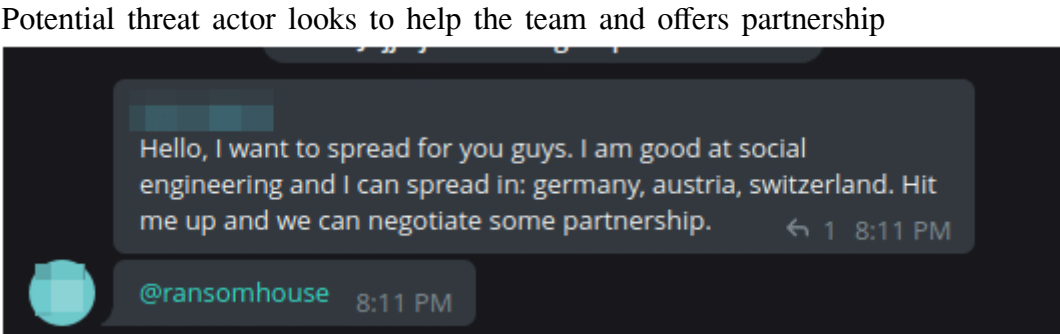 Potential threat actor looks to help the team and offers partnership
Hello, I want to spread for you guys. I am good at social
engineering and I can spread in: germany, austria, switzerland. Hit
me up and we can negotiate some partnership.
1 8:11 PM
@ransomhouse 8:11 PM